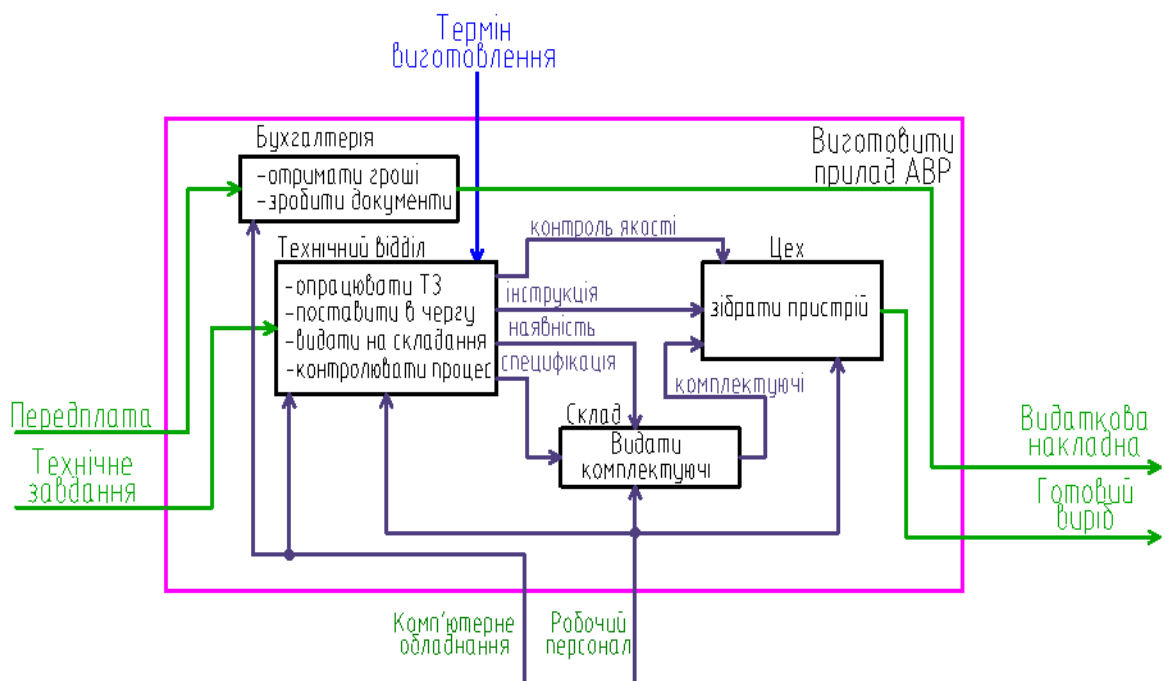 Термін
виготовлення
Бухгалтерія
-отримати гроші
-зробити документи
Виготовити
прилад АВР
контроль якості
Технічний відділ
-опрацювати ТЗ
-поставити в чергу
-видати на складання
-контролювати процес
інструкція
наявність
специфікація
Цех
зібрати пристрій
комплектуючі
Склад
Видати
комплектуючі
Передплата
Технічне
завдання
Видаткова
накладна
Готовий
виріб
Комп'ютерне
обладнання
Робочий
персонал